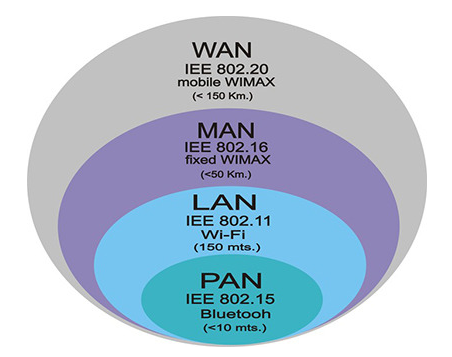 WAN
IEE 802.20
mobile WIMAX
(< 150 Km.)
MAN
IEE 802.16
fixed WIMAX
(<50 Km.)
LAN
IEE 802.11
Wi-Fi
(150 mts.)
PAN
IEE 802.15
Bluetooh
(<10 mts.)